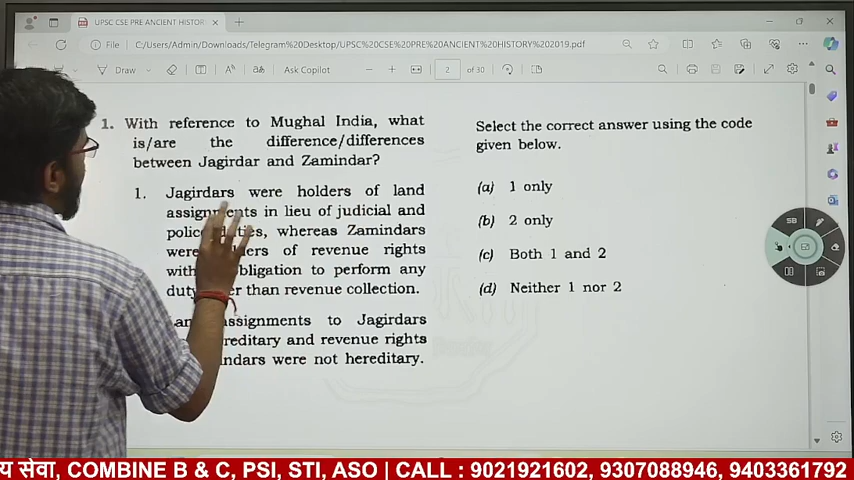 UPSC CSE PRE ANCIENT HISTOR
File C:/Users/Admin/Downloads/Telegram%20Desktop/UPSC%20CSE%20PRE%20ANCIENT%20HISTORY%202019.pdf
Draw Ask Copilot 2 of 30
1. With reference to Mughal India, what
is/are the difference/differences
between Jagirdar and Zamindar?
1. Jagirdars were holders of land
assignments in lieu of judicial and
police whereas Zamindars
were of revenue rights
obligation to perform any
than revenue collection.
assignments to Jagirdars
and revenue rights
were not hereditary.
Select the correct answer using the code
given below.
(a) 1 only
(b) 2 only
(c) Both 1 and 2
(d) Neither 1 nor 2
SB
सेवा, COMBINE B & C, PSI, STI, ASO | CALL : 9021921602, 9307088946, 9403361792